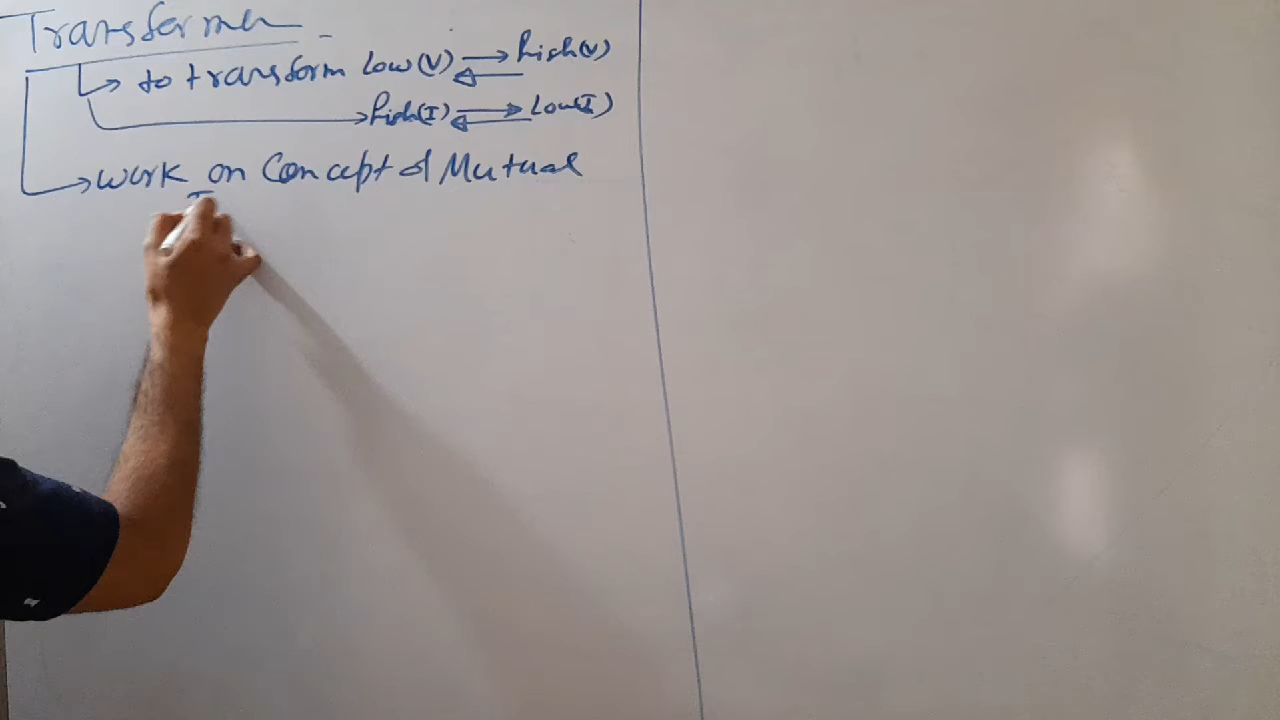 Transformer
to transform Low(V) ⇌ high(V)
high(I) ⇌ Low(I)
work on Concept of Mutual
I